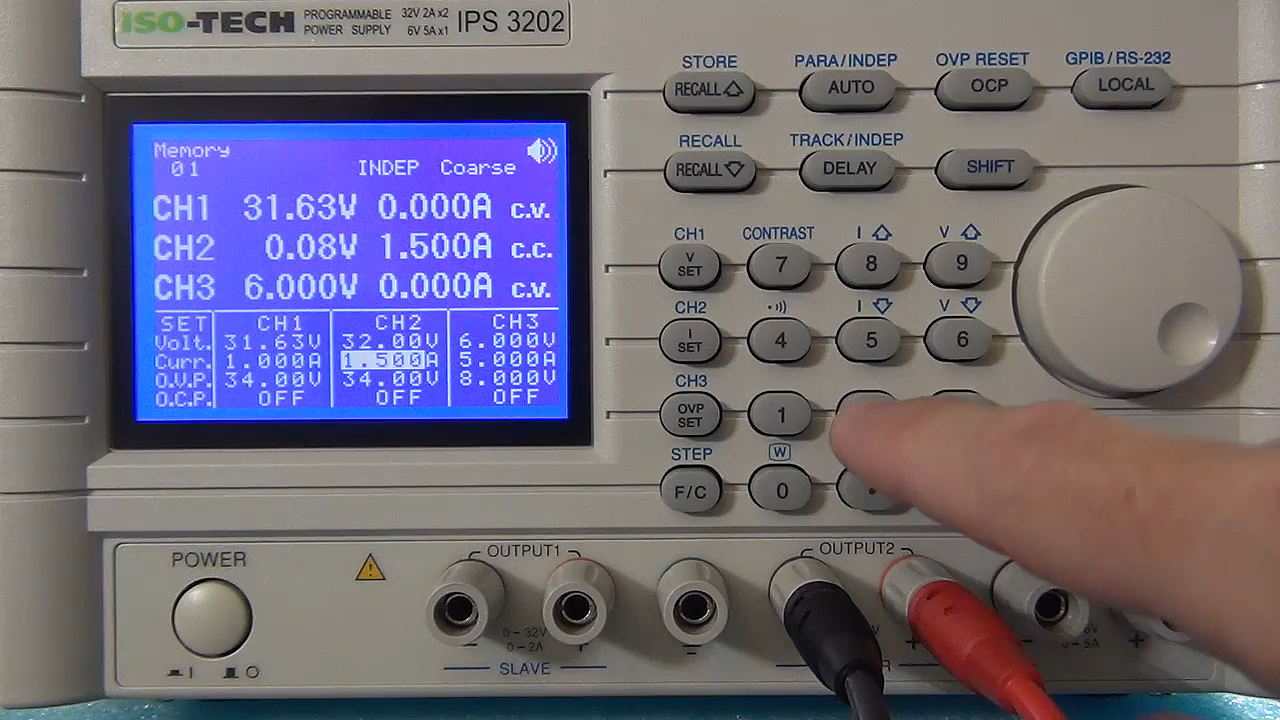 ISO-TECH PROGRAMMABLE POWER SUPPLY 32V 2A x2 6V 5A x1 IPS 3202
Memory
01
INDEP Coarse
CH1 31.63V 0.000A C.V.
CH2 0.08V 1.500A C.C.
CH3 6.000V 0.000A C.V.
SET CH1 CH2 CH3
Volt. 31.63V 32.00V 6.000V
Curr. 1.000A 1.500A 5.000A
O.V.P. 34.00V 34.00V 8.000V
O.C.P. OFF OFF OFF
STORE PARA/INDEP OVP RESET GPIB/RS-232
RECALL AUTO OCP LOCAL
RECALL TRACK/INDEP
RECALL DELAY SHIFT
CH1 CONTRAST I V
V SET 7 8 9
CH2 I V
I SET 4 5 6
CH3
OVP SET 1
STEP W
F/C 0 .
POWER OUTPUT1 OUTPUT2
0-32V
0-2A
- +
SLAVE
I O
+
- 0-5A +